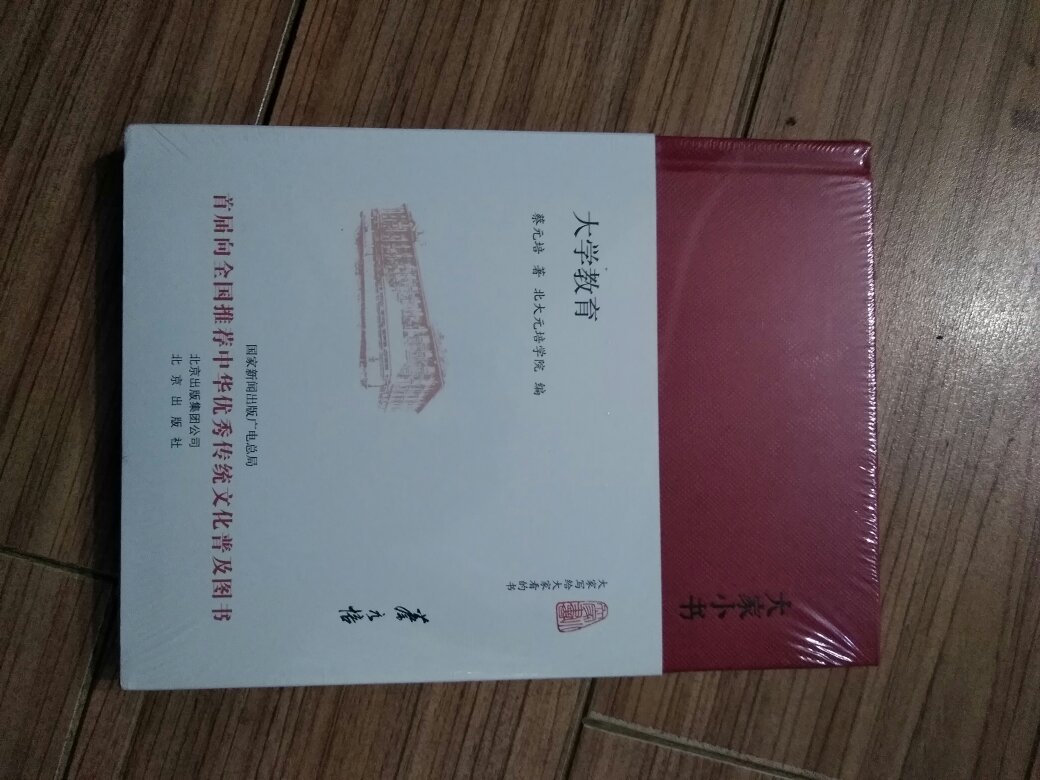 大家小书
大家写给大家看的书
大学教育
蔡元培 著 北大元培学院 编
蔡元培
国家新闻出版广电总局
首届向全国推荐中华优秀传统文化普及图书
北京出版集团公司
北京出版社